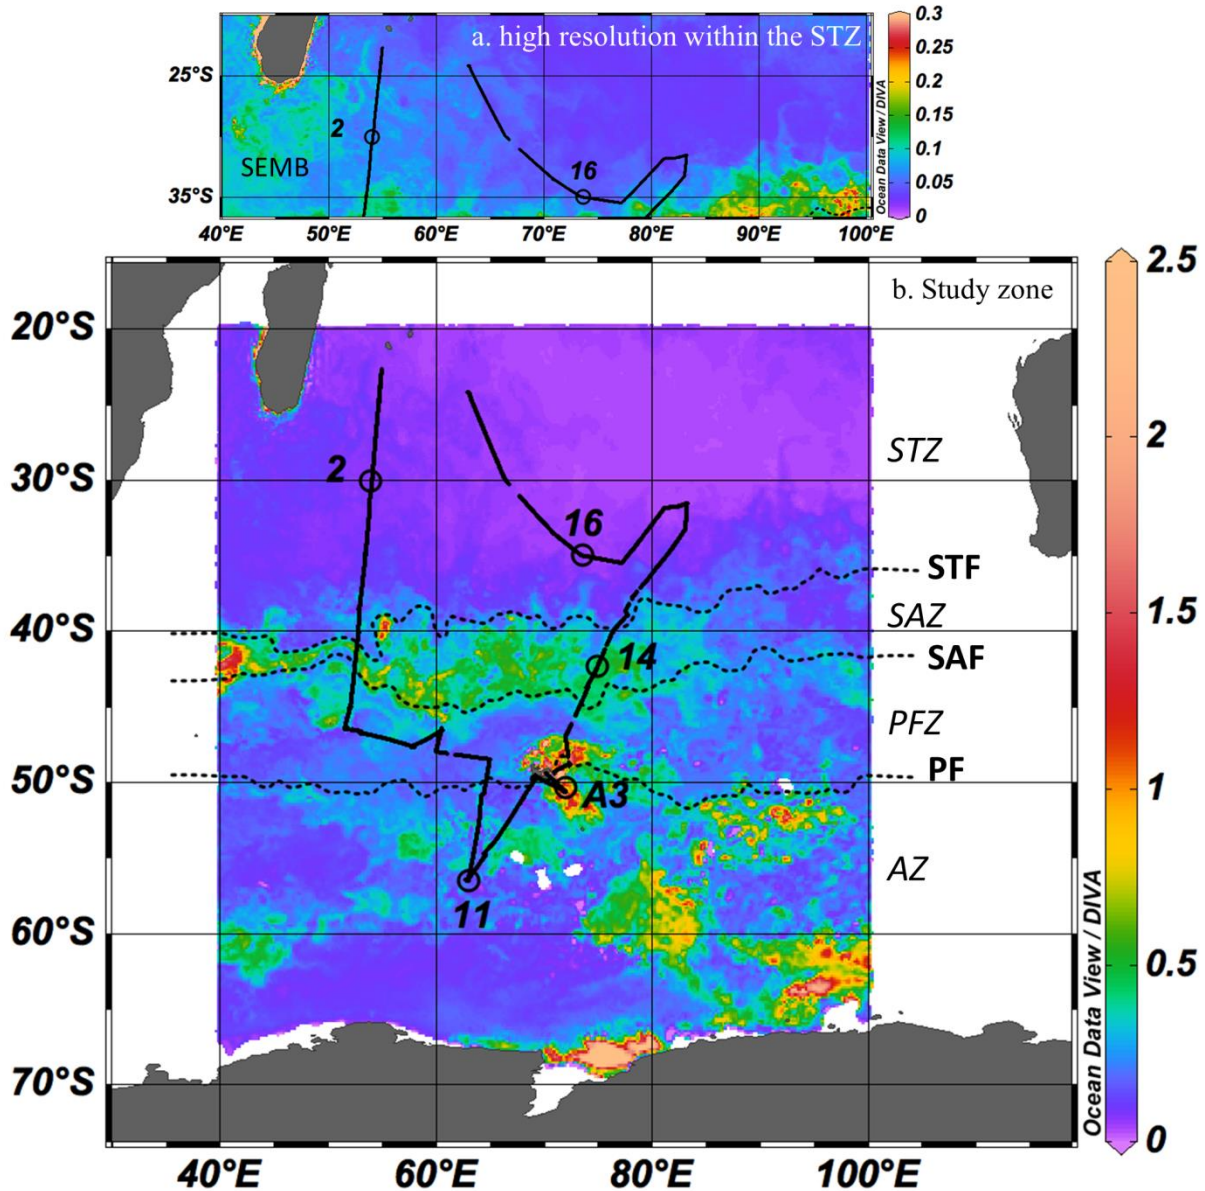 a. high resolution within the STZ
25°S
35°S
2
16
SEMB
40°E 50°E 60°E 70°E 80°E 90°E 100°E
Ocean Data View / DIVA
0.3
0.25
0.2
0.15
0.1
0.05
0
b. Study zone
20°S
30°S
40°S
50°S
60°S
70°S
2
16
14
A3
11
STZ
STF
SAZ
SAF
PFZ
PF
AZ
40°E 60°E 80°E 100°E
Ocean Data View / DIVA
2.5
2
1.5
1
0.5
0